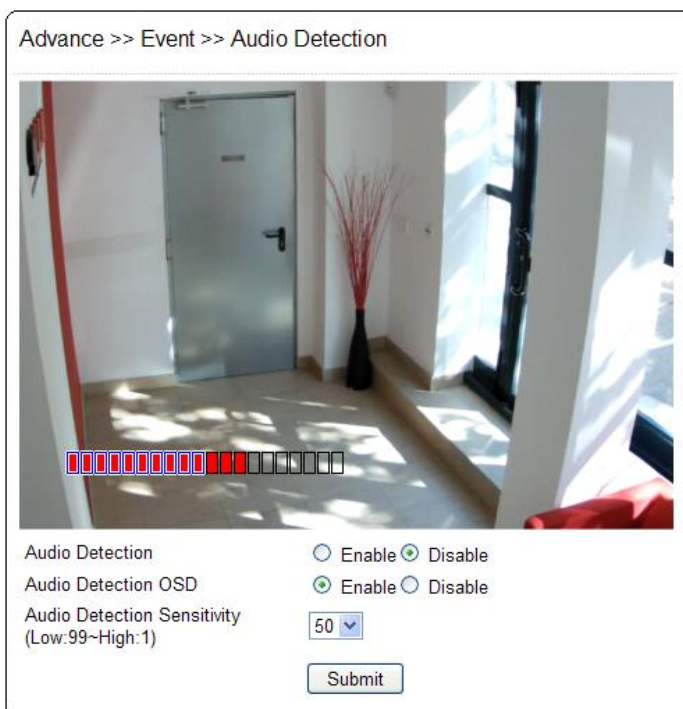 Advance >> Event >> Audio Detection
Audio Detection
Enable Disable
Audio Detection OSD
Enable Disable
Audio Detection Sensitivity
(Low:99~High:1)
50
Submit